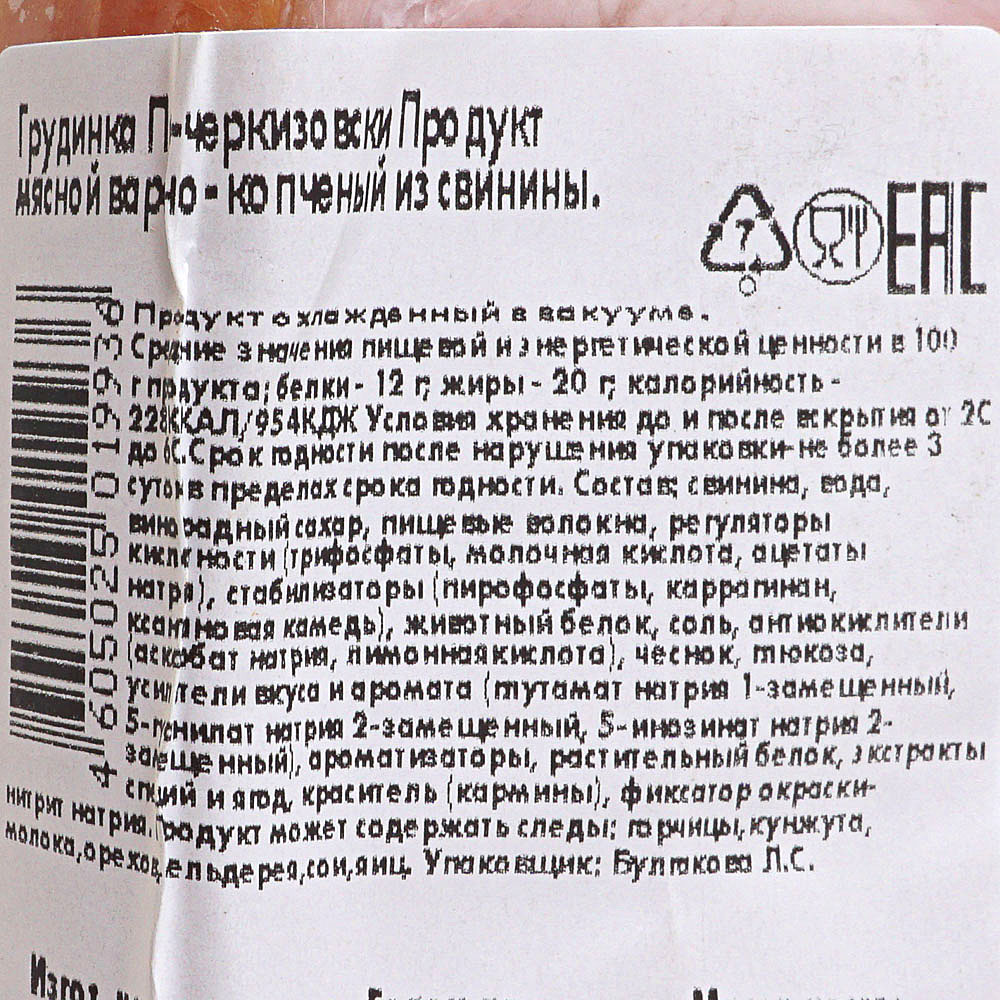 Грудинка П-черкизовски Продукт
мясной варно - копченый из свинины.
7
ЕАС
4 605025 019939
Продукт охлажденный в вакууме.
Средние значения пищевой и энергетической ценности в 100
г продукта; белки - 12 г; жиры - 20 г; калорийность -
228ККАЛ/954КДЖ Условия хранения до и после вскрытия от 2С
до 6С. Срок годности после нарушения упаковки-не более 3
суток в пределах срока годности. Состав: свинина, вода,
виноградный сахар, пищевые волокна, регуляторы
кислотности (трифосфаты, молочная кислота, ацетаты
натрия), стабилизаторы (пирофосфаты, каррагинан,
ксантановая камедь), животный белок, соль, антиокислители
(аскобат натрия, лимонная кислота), чеснок, глюкоза,
усилители вкуса и аромата (глутамат натрия 1-замещенный,
5-гуснилат натрия 2-замещенный, 5-инозинат натрия 2-
замещенный), ароматизаторы, растительный белок, экстракты
специй и ягод, краситель (кармины), фиксатор окраски-
нитрит натрия. Продукт может содержать следы: горчицы, кунжута,
молока, орехов, сельдерея, сои, яиц. Упаковщик: Булгакова Л.С.